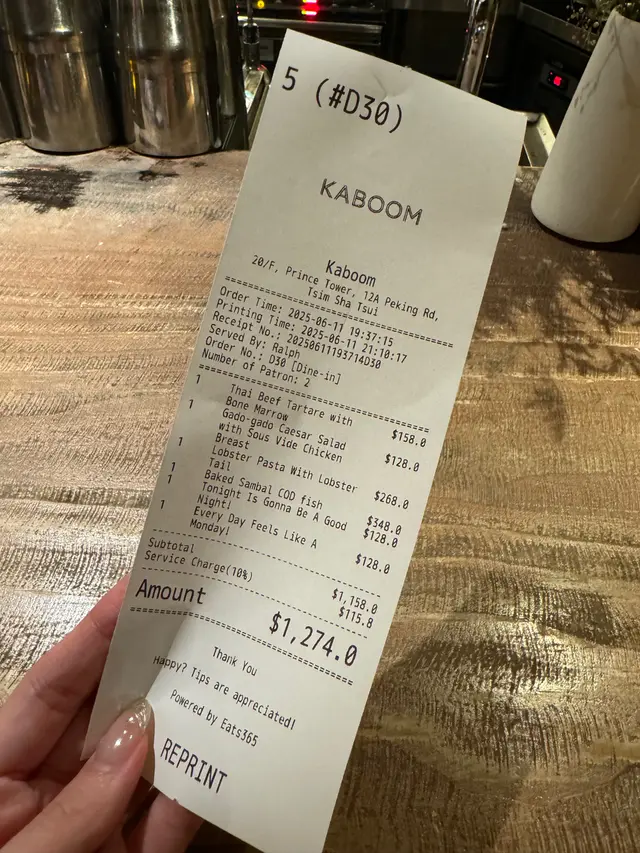 5 (#D30)
KABOOM
Kaboom
20/F, Prince Tower, 12A Peking Rd,
Tsim Sha Tsui
Order Time: 2025-06-11 19:37:15
Printing Time: 2025-06-11 21:10:17
Receipt No.: 20250611193714D30
Served By: Ralph
Order No.: D30 [Dine-in]
Number of Patron: 2
1 Thai Beef Tartare with $158.0
Bone Marrow
1 Gado-gado Caesar Salad $128.0
with Sous Vide Chicken
Breast
1 Lobster Pasta With Lobster $268.0
Tail
1 Baked Sambal COD fish $348.0
1 Tonight Is Gonna Be A Good $128.0
Night!
1 Every Day Feels Like A $128.0
Monday!
Subtotal $1,158.0
Service Charge(10%) $115.8
Amount $1,274.0
Thank You
Happy? Tips are appreciated!
Powered by Eats365
REPRINT